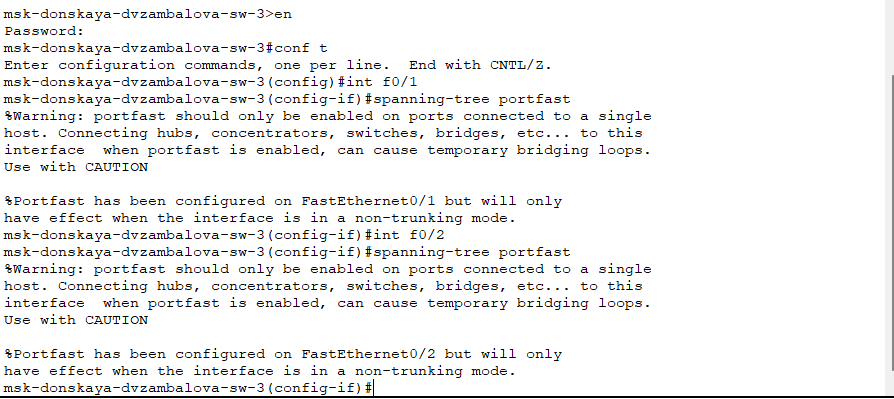 msk-donskaya-dvzambalova-sw-3>en
Password:
msk-donskaya-dvzambalova-sw-3#conf t
Enter configuration commands, one per line.  End with CNTL/Z.
msk-donskaya-dvzambalova-sw-3(config)#int f0/1
msk-donskaya-dvzambalova-sw-3(config-if)#spanning-tree portfast
%Warning: portfast should only be enabled on ports connected to a single
host. Connecting hubs, concentrators, switches, bridges, etc... to this
interface  when portfast is enabled, can cause temporary bridging loops.
Use with CAUTION

%Portfast has been configured on FastEthernet0/1 but will only
have effect when the interface is in a non-trunking mode.
msk-donskaya-dvzambalova-sw-3(config-if)#int f0/2
msk-donskaya-dvzambalova-sw-3(config-if)#spanning-tree portfast
%Warning: portfast should only be enabled on ports connected to a single
host. Connecting hubs, concentrators, switches, bridges, etc... to this
interface  when portfast is enabled, can cause temporary bridging loops.
Use with CAUTION

%Portfast has been configured on FastEthernet0/2 but will only
have effect when the interface is in a non-trunking mode.
msk-donskaya-dvzambalova-sw-3(config-if)#